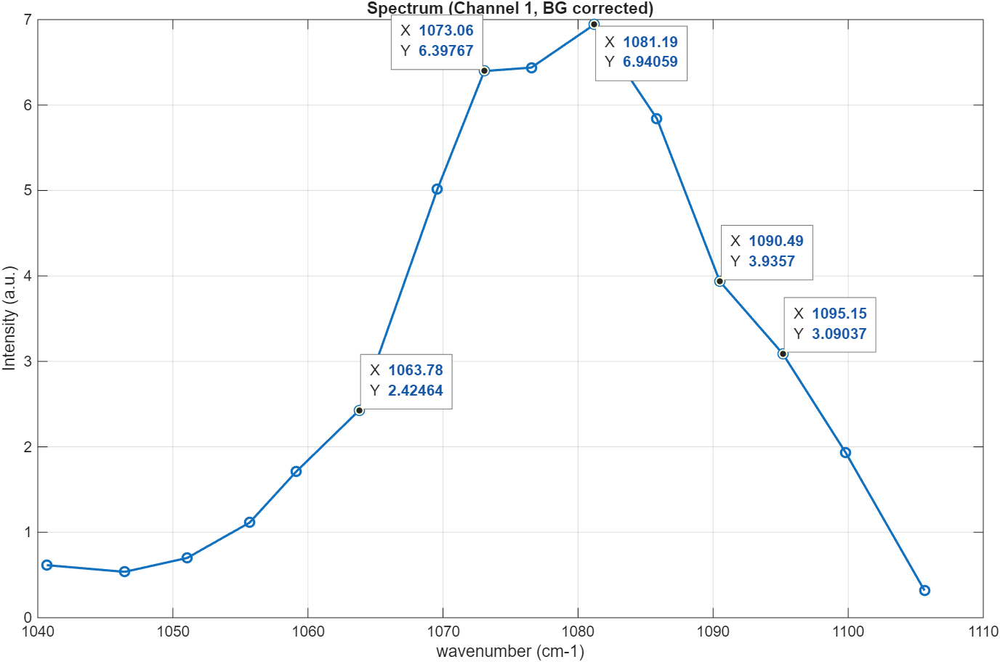 Spectrum (Channel 1, BG corrected)
7
X 1073.06
Y 6.39767
X 1081.19
Y 6.94059
6
5
X 1090.49
Y 3.9357
4
X 1095.15
Y 3.09037
3
X 1063.78
Y 2.42464
2
1
0
Intensity (a.u.)
1040 1050 1060 1070 1080 1090 1100 1110
wavenumber (cm-1)